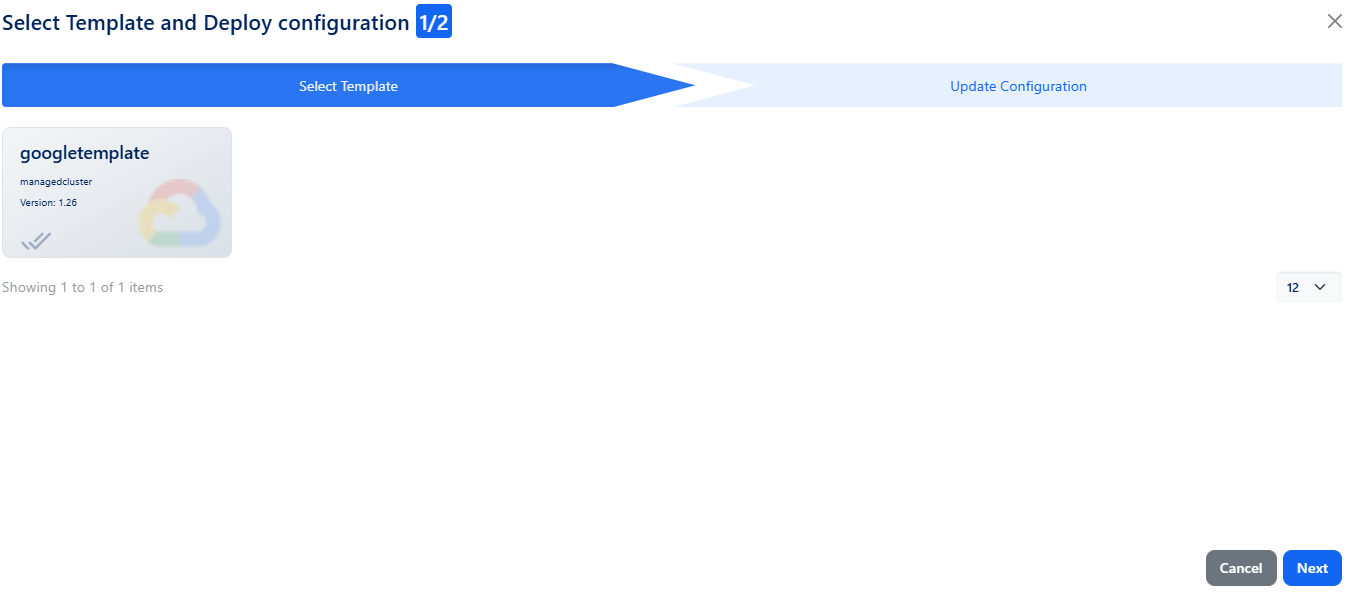 Select Template and Deploy configuration 1/2
Select Template
Update Configuration
googletemplate
managedcluster
Version: 1.26
Showing 1 to 1 of 1 items
12
Cancel
Next